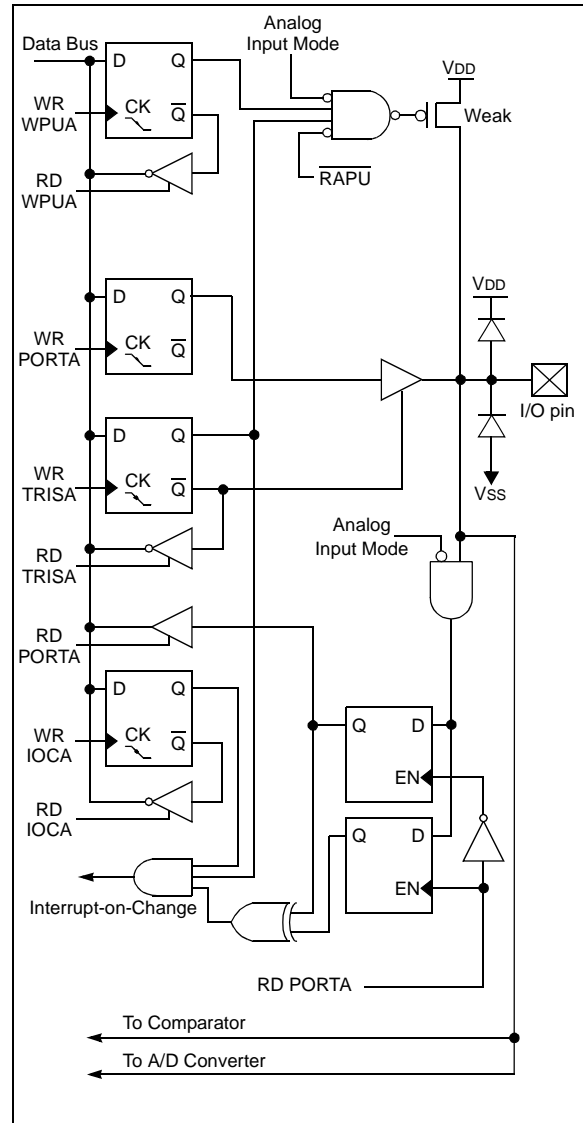 Analog
Input Mode
Data Bus
D Q
VDD
WR
WPUA
CK
Q
Weak
RD
WPUA
RAPU
VDD
D Q
WR
PORTA
CK
Q
I/O pin
D Q
WR
TRISA
CK
Q
VSS
Analog
Input Mode
RD
TRISA
RD
PORTA
D Q
Q D
WR
IOCA
CK
Q
EN
RD
IOCA
Q D
Interrupt-on-Change
EN
RD PORTA
To Comparator
To A/D Converter